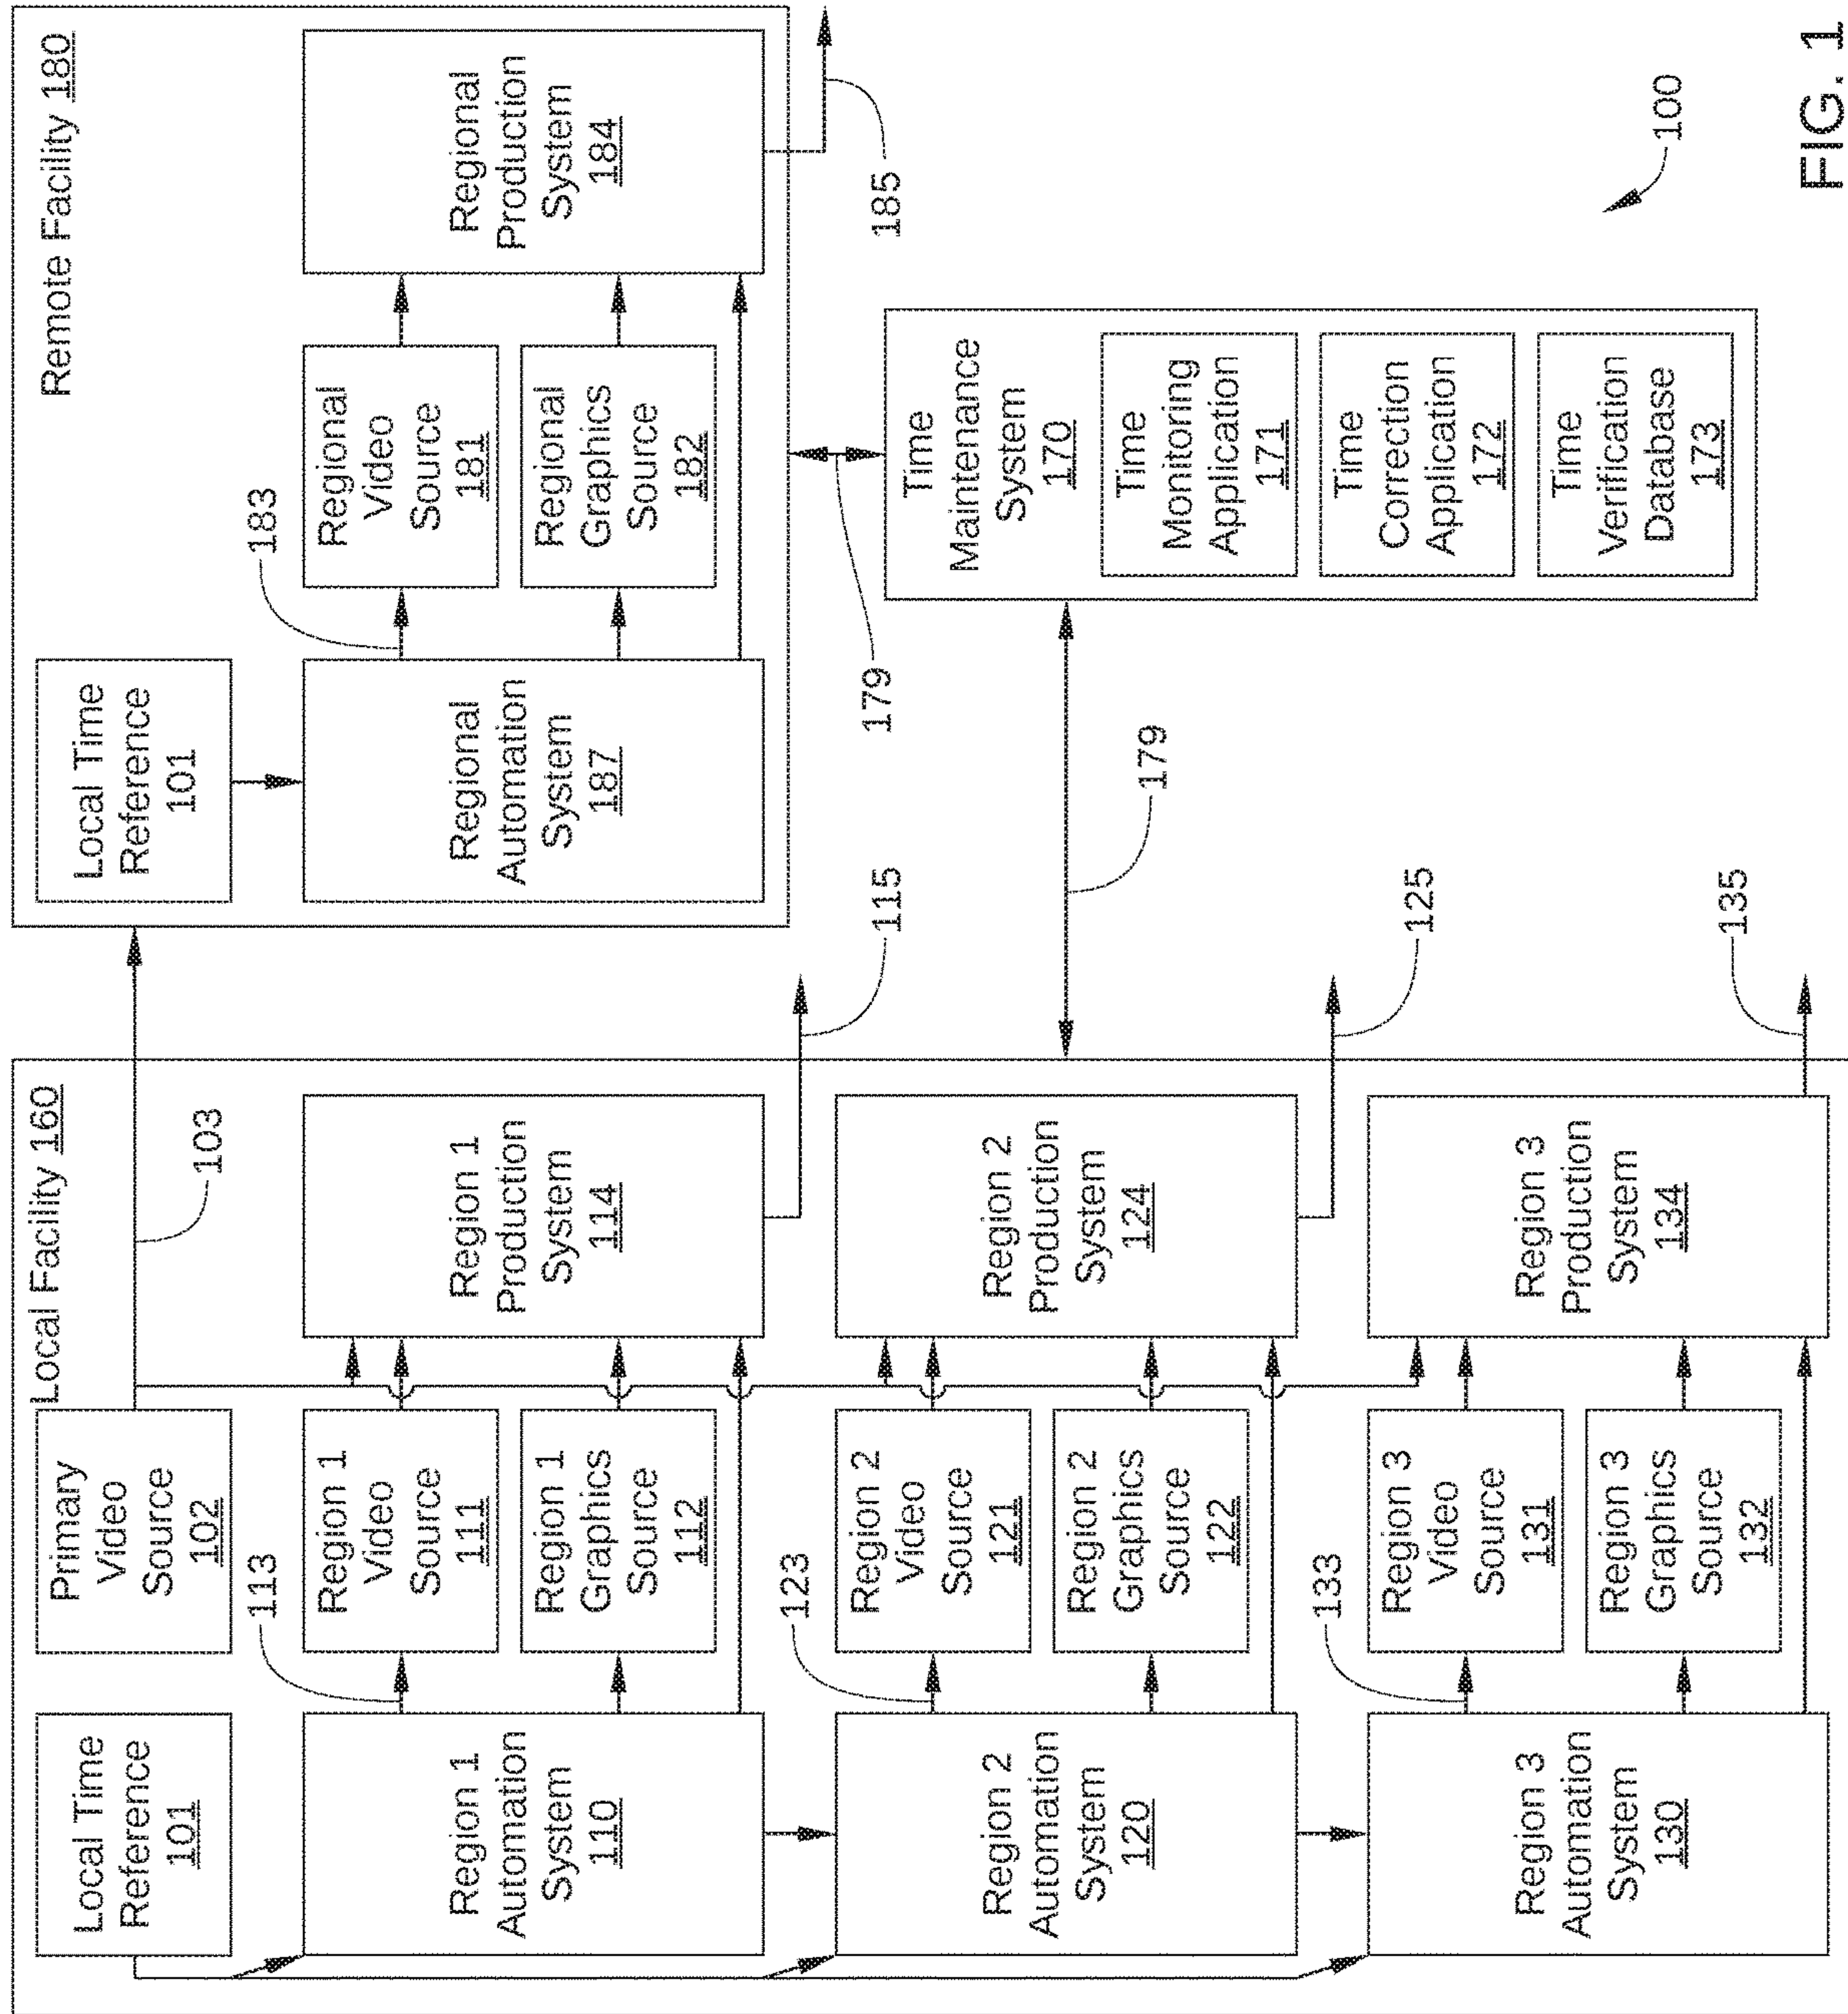 Local Facility 160
Local Time
Reference
101
Primary
Video
Source
102
103
113
Region 1
Automation
System
110
Region 1
Video
Source
111
Region 1
Graphics
Source
112
Region 1
Production
System
114
115
123
Region 2
Automation
System
120
Region 2
Video
Source
121
Region 2
Graphics
Source
122
Region 2
Production
System
124
125
133
Region 3
Automation
System
130
Region 3
Video
Source
131
Region 3
Graphics
Source
132
Region 3
Production
System
134
135
Remote Facility 180
Local Time
Reference
101
183
Regional
Automation
System
187
Regional
Video
Source
181
Regional
Graphics
Source
182
Regional
Production
System
184
185
179
179
Time
Maintenance
System
170
Time
Monitoring
Application
171
Time
Correction
Application
172
Time
Verification
Database
173
100
FIG. 1